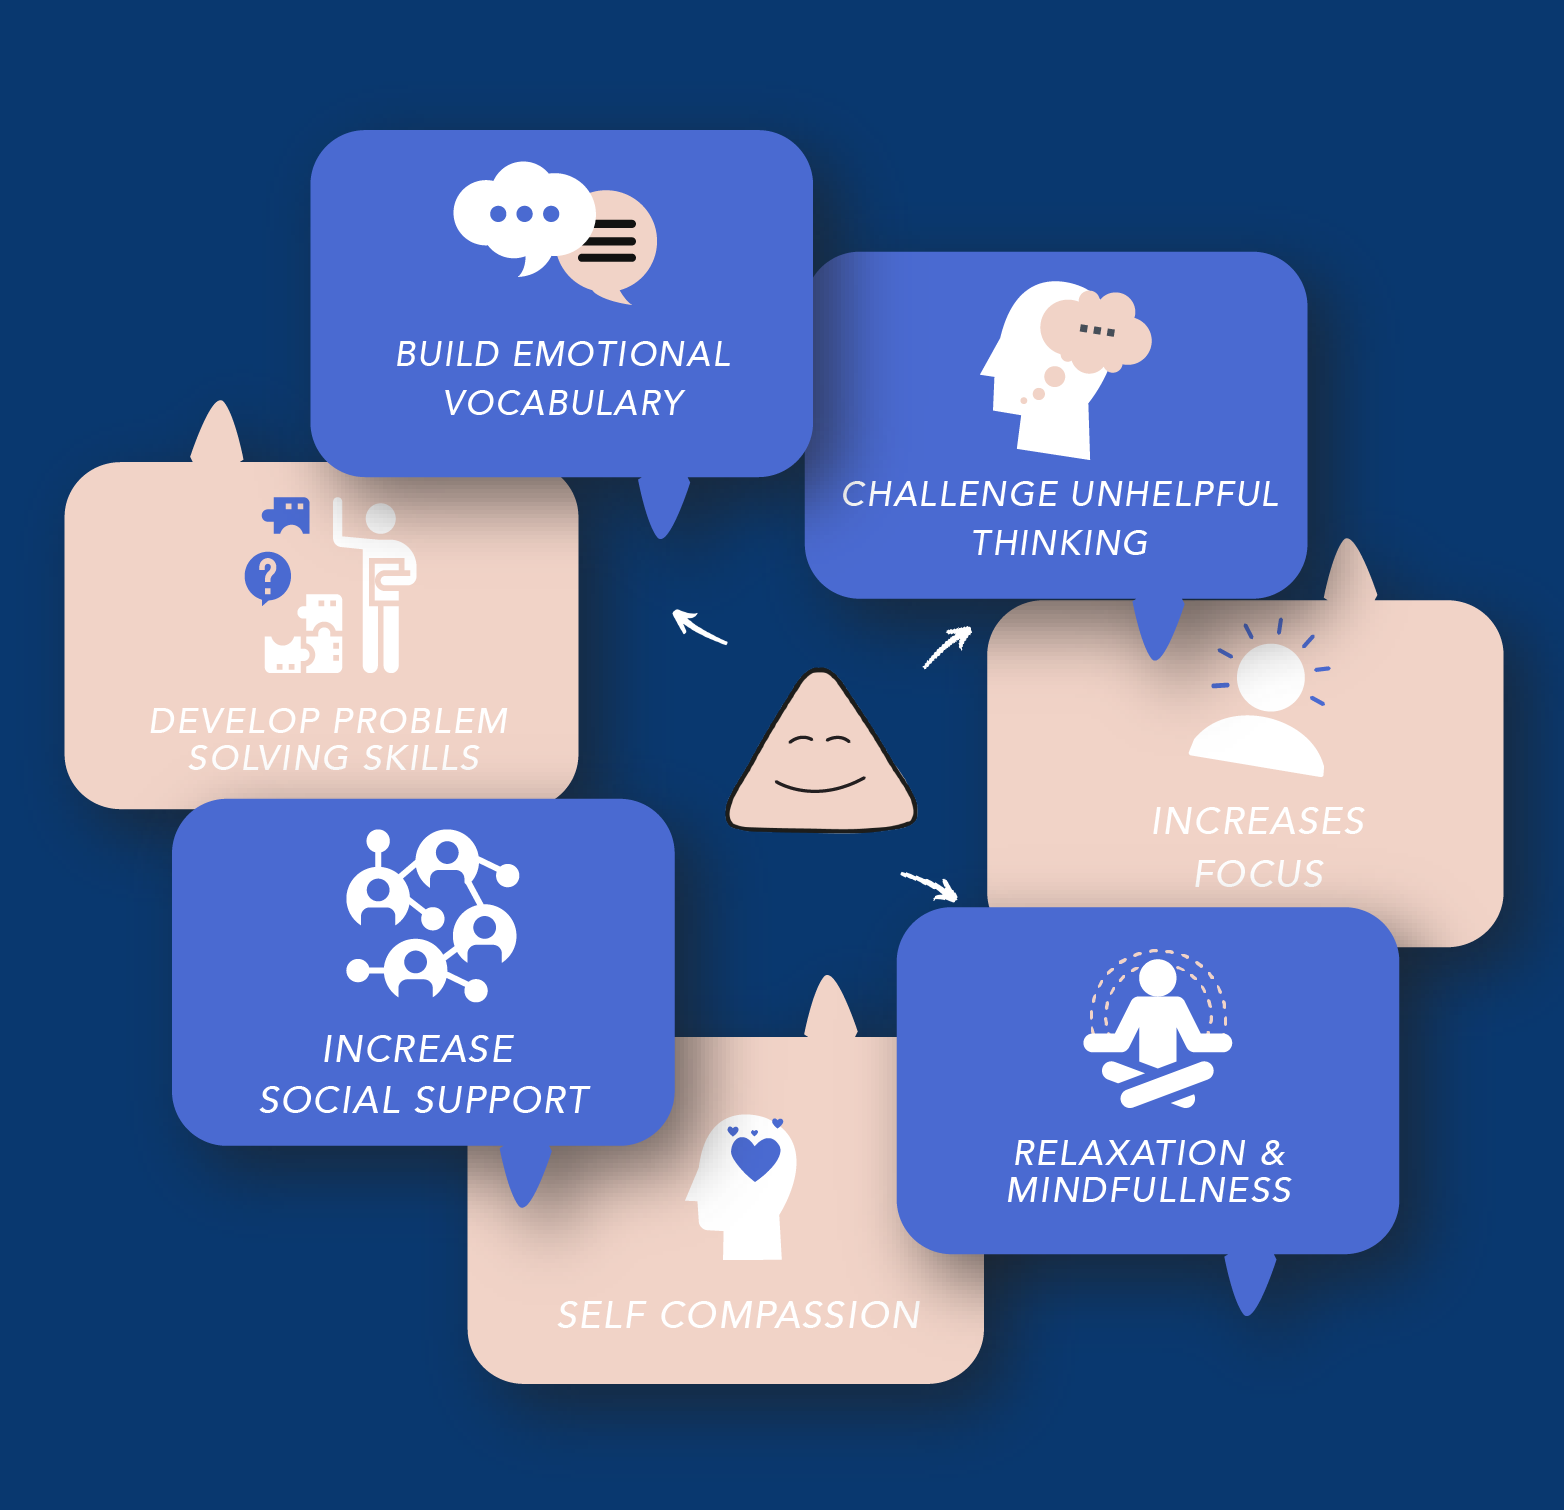 BUILD EMOTIONAL
VOCABULARY
CHALLENGE UNHELPFUL
THINKING
DEVELOP PROBLEM
SOLVING SKILLS
?
INCREASES
FOCUS
INCREASE
SOCIAL SUPPORT
RELAXATION &
MINDFULLNESS
SELF COMPASSION